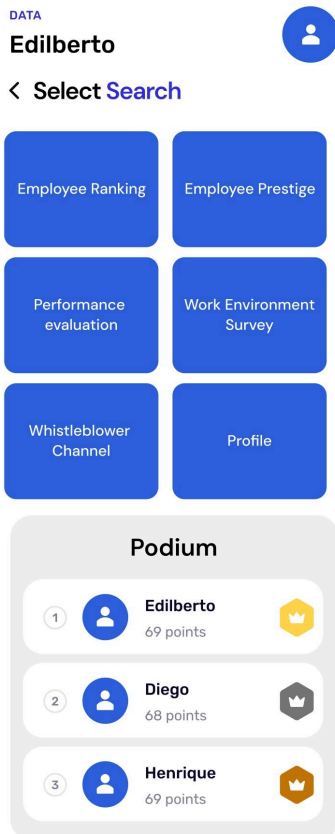 DATA
Edilberto
Select Search
Employee Ranking
Employee Prestige
Performance
evaluation
Work Environment
Survey
Whistleblower
Channel
Profile
Podium
1
Edilberto
69 points
2
Diego
68 points
3
Henrique
69 points